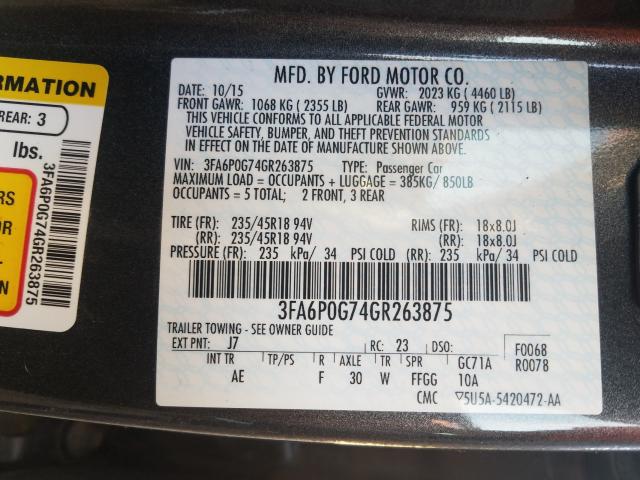 ORMATION
REAR: 3
lbs.
3FA6P0G74GR263875
RS
OR
MFD. BY FORD MOTOR CO.
10/15 GVWR: 2023 KG ( 4460 LB)
FRONT GAWR: 1068 KG ( 2355 LB) REAR GAWR: 959 KG ( 2115 LB)
THIS VEHICLE CONFORMS TO ALL APPLICABLE FEDERAL MOTOR
VEHICLE SAFETY, BUMPER, AND THEFT PREVENTION STANDARDS
IN EFFECT ON THE DATE OF MANUFACTURE SHOWN ABOVE.
VIN: 3FA6P0G74GR263875 TYPE: Passenger Car
MAXIMUM LOAD = OCCUPANTS + LUGGAGE = 385KG/ 850LB
OCCUPANTS = 5 TOTAL; 2 FRONT, 3 REAR
TIRE (FR): 235/45R18 94V RIMS (FR): 18x8.0J
(RR): 235/45R18 94V (RR): 18x8.0J
PRESSURE (FR): 235 kPa/ 34 PSI COLD (RR): 235 kPa/ 34 PSI COLD
3FA6P0G74GR263875
TRAILER TOWING - SEE OWNER GUIDE
EXT PNT: J7 RC: 23 DSO: F0068
R0078
INT TR TP/PS R AXLE TR SPR GC71A
AE F 30 W FFGG 10A
CMC 5U5A-5420472-AA